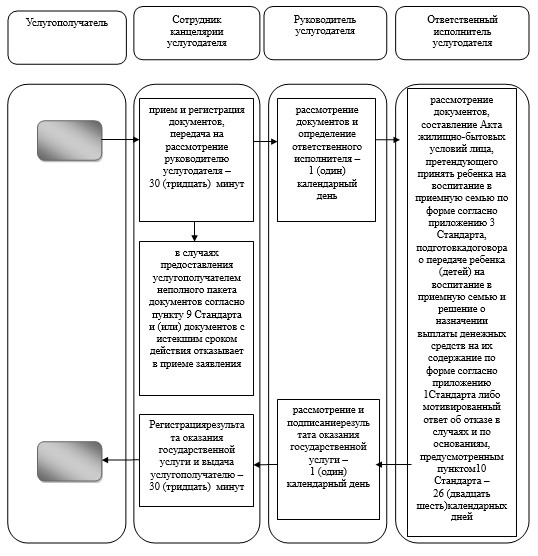 Услугополучатель
Сотрудник
канцелярии
услугодателя
Руководитель
услугодателя
Ответственный
исполнитель
услугодателя
прием и регистрация
документов,
передача на
рассмотрение
руководителю
услугодателя –
30 (тридцать) минут
в случаях
предоставления
услугополучателем
неполного пакета
документов согласно
пункту 9 Стандарта
и (или) документов с
истекшим сроком
действия отказывает
в приеме заявления
Регистрациярезульта
та оказания
государственной
услуги и выдача
услугополучателю –
30 (тридцать) минут
рассмотрение
документов и
определение
ответственного
исполнителя –
1 (один)
календарный
день
рассмотрение и
подписаниерезуль
тата оказания
государственной
услуги –
1 (один)
календарный день
рассмотрение
документов,
составление Акта
жилищно-бытовых
условий лица,
претендующего
принять ребенка на
воспитание в
приемную семью по
форме согласно
приложению 3
Стандарта,
подготовкадоговора
о передаче ребенка
(детей) на
воспитание в
приемную семью и
решение о
назначении
выплаты денежных
средств на их
содержание по
форме согласно
приложению
1Стандарта либо
мотивированный
ответ об отказе в
случаях и по
основаниям,
предусмотренным
пунктом10
Стандарта –
26 (двадцать
шесть)календарных
дней